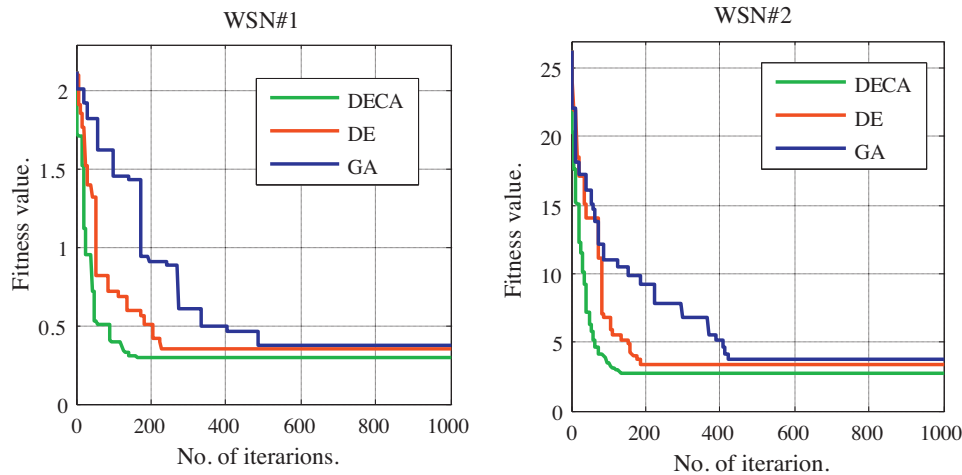 WSN#1
Fitness value.
2
1.5
1
0.5
0
DECA
DE
GA
0 200 400 600 800 1000
No. of iterarions.
WSN#2
Fitness value.
25
20
15
10
5
0
DECA
DE
GA
0 200 400 600 800 1000
No. of iterarion.